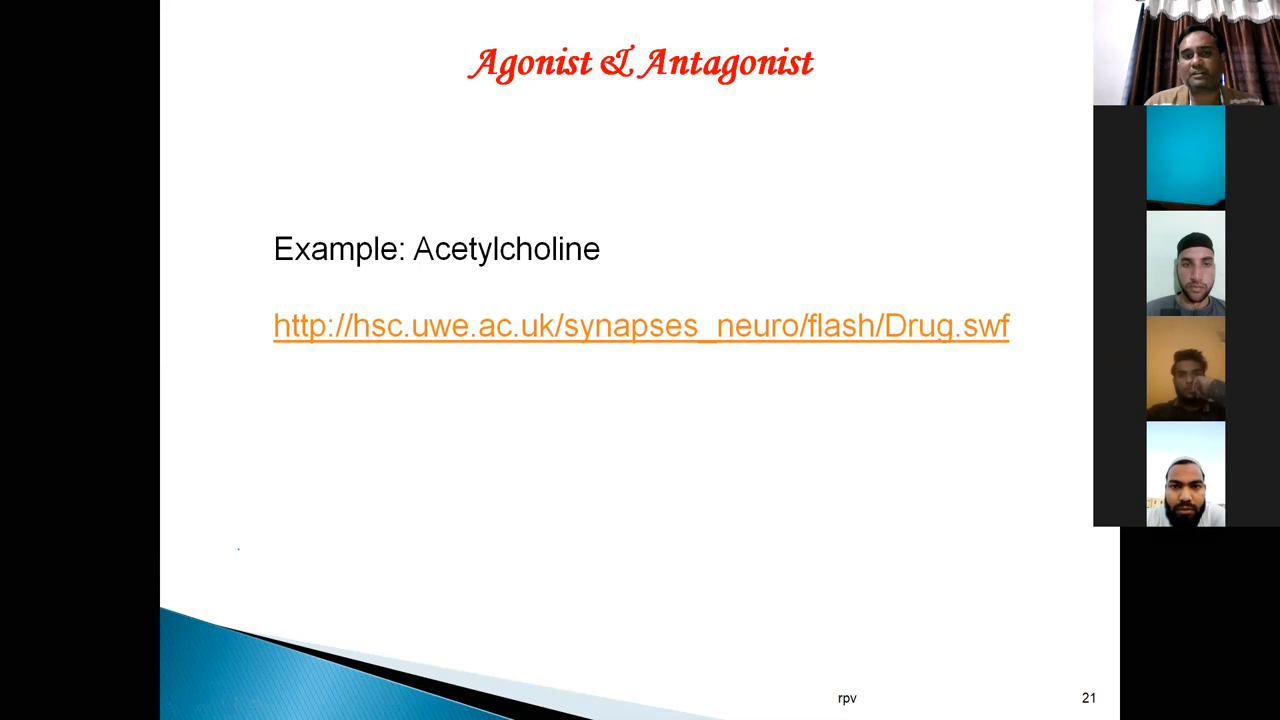 Agonist & Antagonist
Example: Acetylcholine
http://hsc.uwe.ac.uk/synapses_neuro/flash/Drug.swf
rpv
21